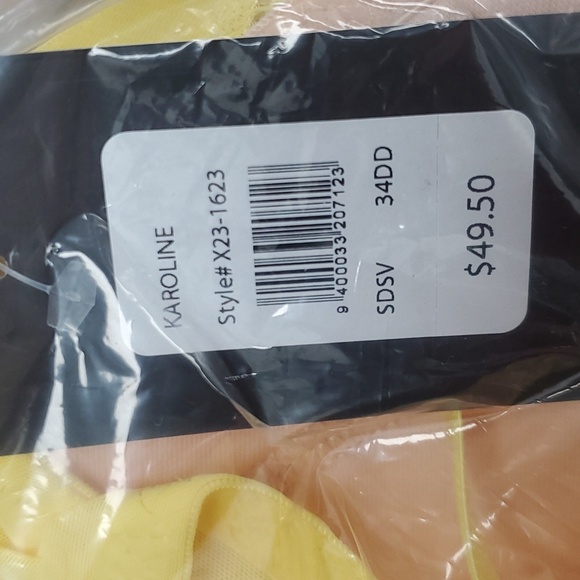 KAROLINE
Style# X23-1623
9 400033 207123
SDSV 34DD
$49.50